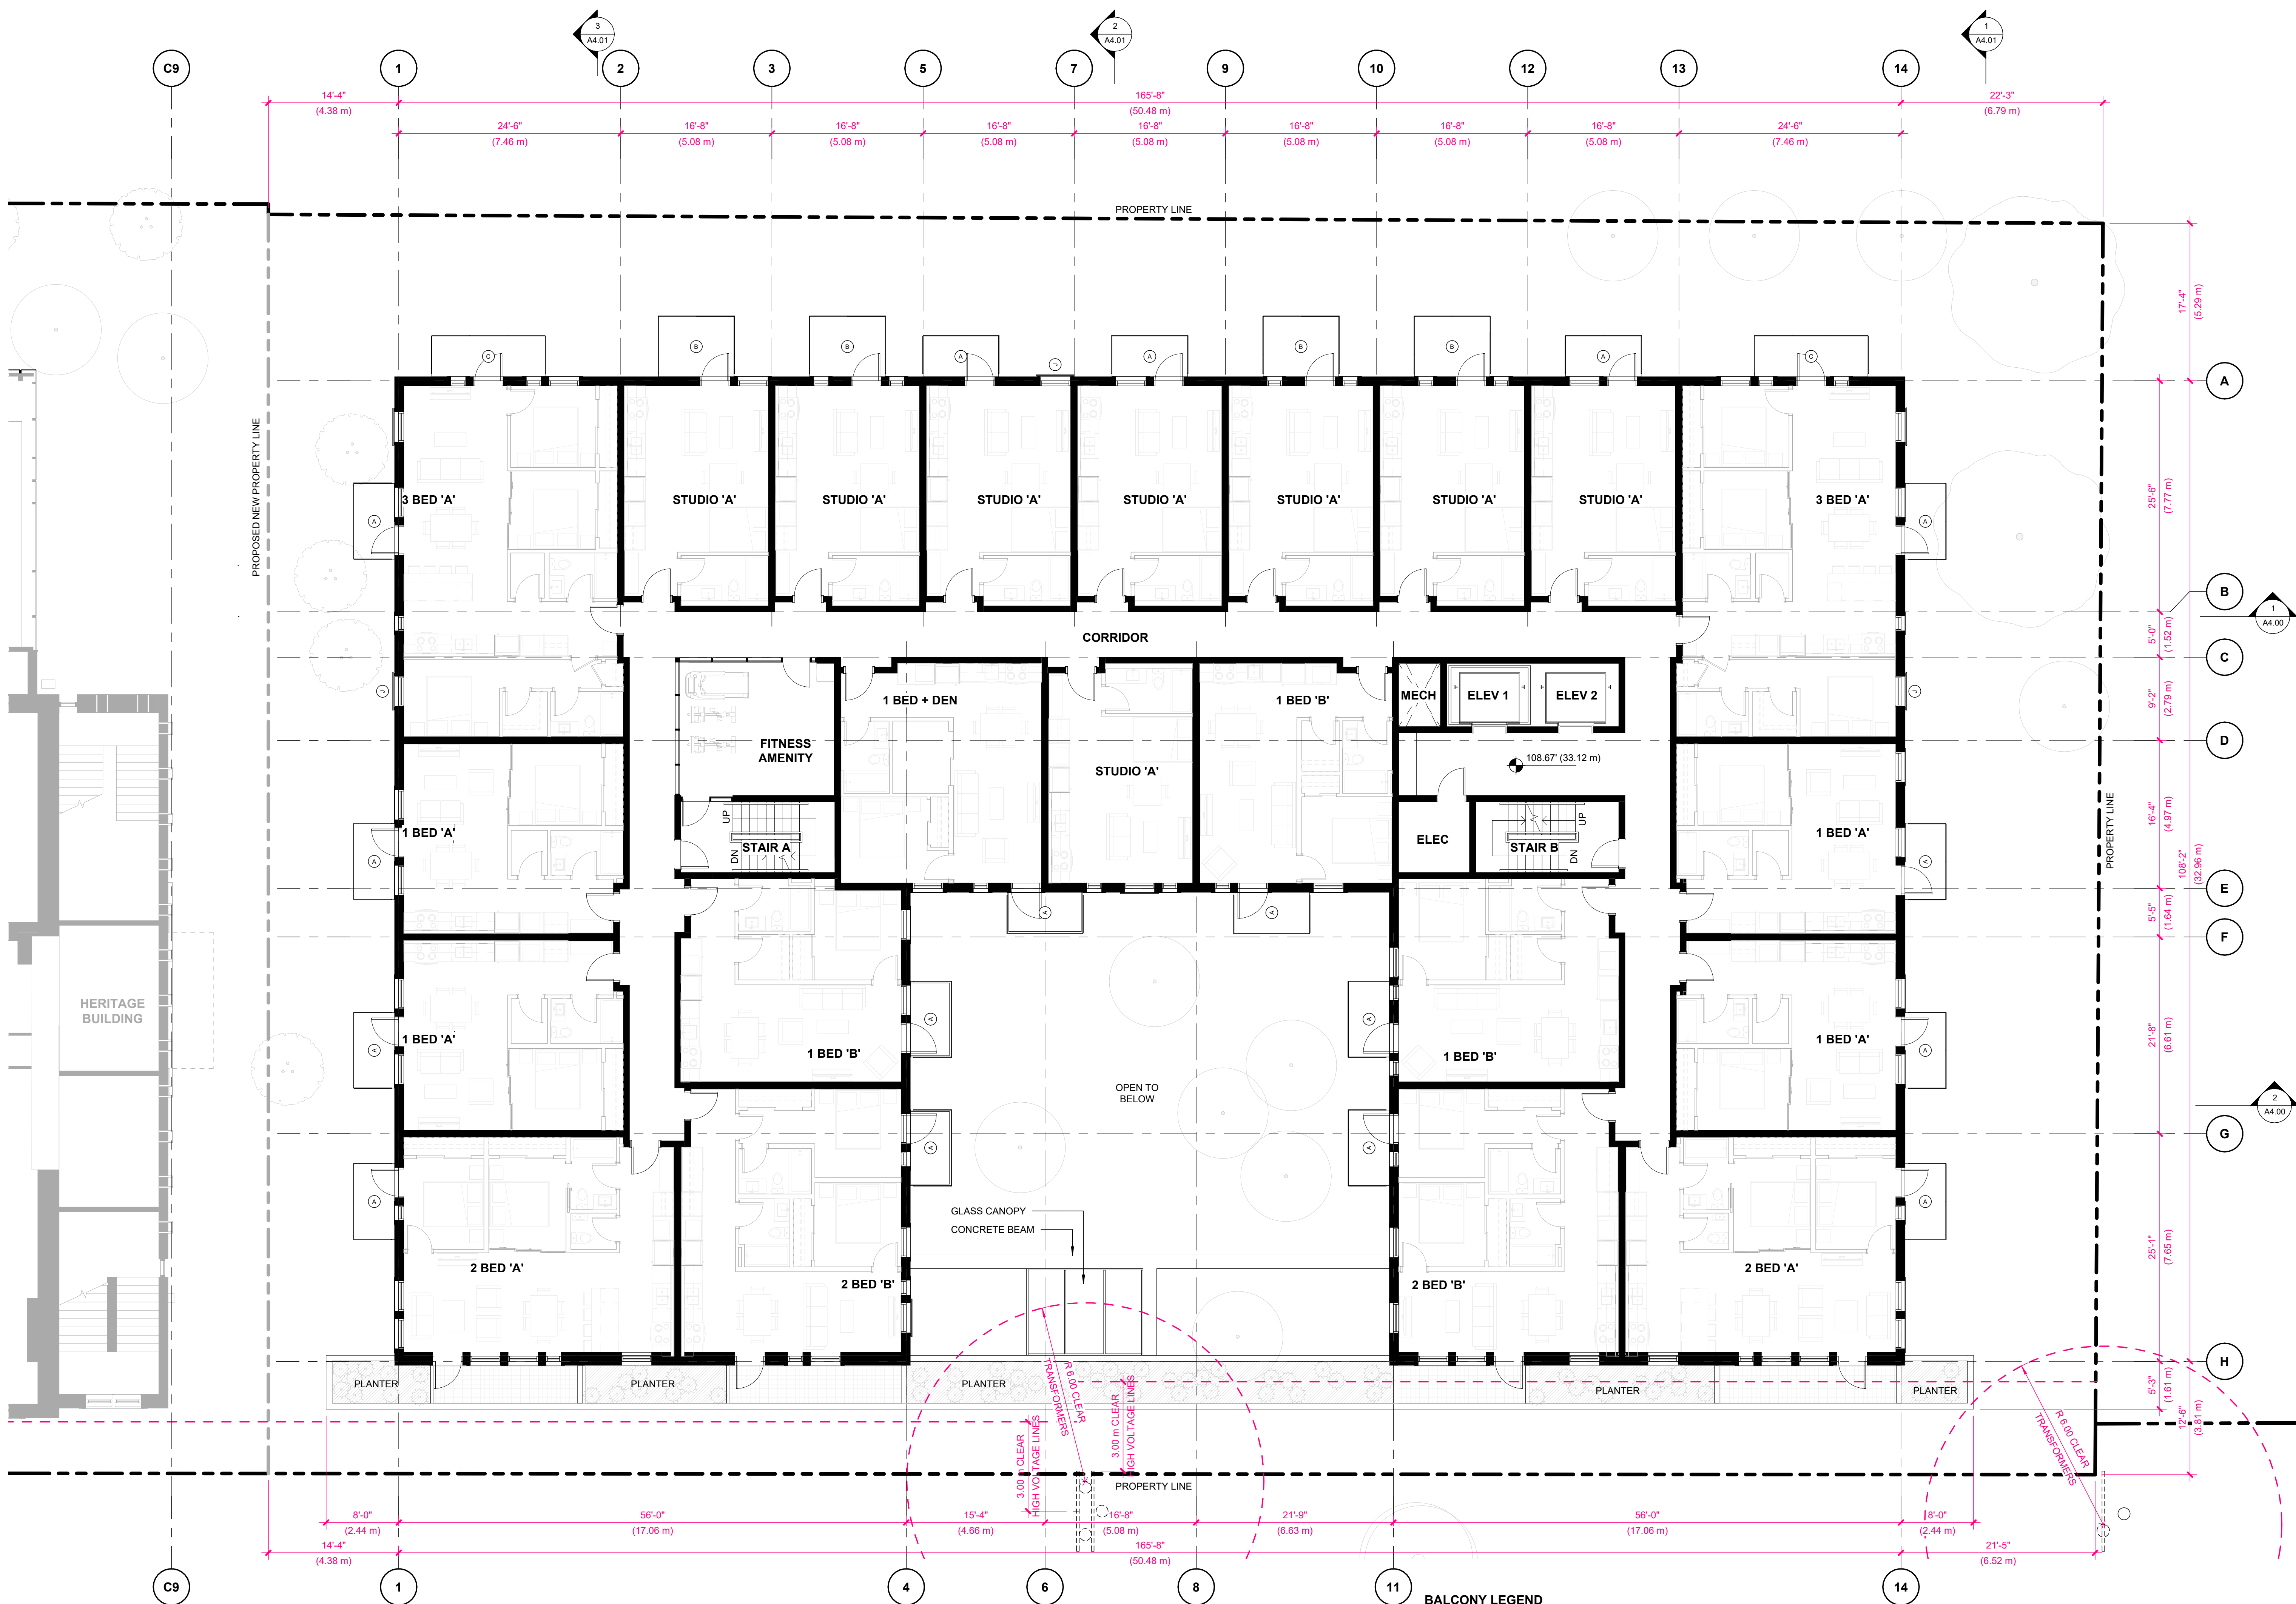 3
A4.01
2
A4.01
1
A4.01
C9
1
2
3
5
7
9
10
12
13
14
14'-4"
(4.38 m)
165'-8"
(50.48 m)
22'-3"
(6.79 m)
24'-6"
(7.46 m)
16'-8"
(5.08 m)
16'-8"
(5.08 m)
16'-8"
(5.08 m)
16'-8"
(5.08 m)
16'-8"
(5.08 m)
16'-8"
(5.08 m)
16'-8"
(5.08 m)
24'-6"
(7.46 m)
PROPERTY LINE
17'-4"
(5.29 m)
C
B
B
A
J
A
B
B
A
C
A
PROPOSED NEW PROPERTY LINE
3 BED 'A'
STUDIO 'A'
STUDIO 'A'
STUDIO 'A'
STUDIO 'A'
STUDIO 'A'
STUDIO 'A'
STUDIO 'A'
3 BED 'A'
A
A
25'-6"
(7.77 m)
B
1
A4.00
5'-0"
(1.52 m)
CORRIDOR
C
J
J
1 BED + DEN
1 BED 'B'
MECH
ELEV 1
ELEV 2
9'-2"
(2.79 m)
FITNESS
AMENITY
D
STUDIO 'A'
108.67' (33.12 m)
1 BED 'A'
A
UP
DN
STAIR A
ELEC
STAIR B
UP
DN
1 BED 'A'
A
PROPERTY LINE
16'-4"
(4.97 m)
108'-2"
(32.96 m)
E
A
A
5'-5"
(1.64 m)
F
HERITAGE
BUILDING
A
1 BED 'A'
1 BED 'B'
A
A
1 BED 'B'
1 BED 'A'
A
21'-8"
(6.61 m)
OPEN TO
BELOW
2
A4.00
G
A
A
A
A
GLASS CANOPY
CONCRETE BEAM
2 BED 'A'
2 BED 'B'
2 BED 'B'
2 BED 'A'
25'-1"
(7.65 m)
H
PLANTER
PLANTER
PLANTER
PLANTER
PLANTER
5'-3"
(1.61 m)
12'-6"
(3.81 m)
R 6.00 CLEAR
TRANSFORMERS
3.00 m CLEAR
HIGH VOLTAGE LINES
3.00 m CLEAR
HIGH VOLTAGE LINES
R 6.00 CLEAR
TRANSFORMERS
PROPERTY LINE
8'-0"
(2.44 m)
56'-0"
(17.06 m)
15'-4"
(4.66 m)
16'-8"
(5.08 m)
21'-9"
(6.63 m)
56'-0"
(17.06 m)
8'-0"
(2.44 m)
14'-4"
(4.38 m)
165'-8"
(50.48 m)
21'-5"
(6.52 m)
C9
1
4
6
8
11
14
BALCONY LEGEND